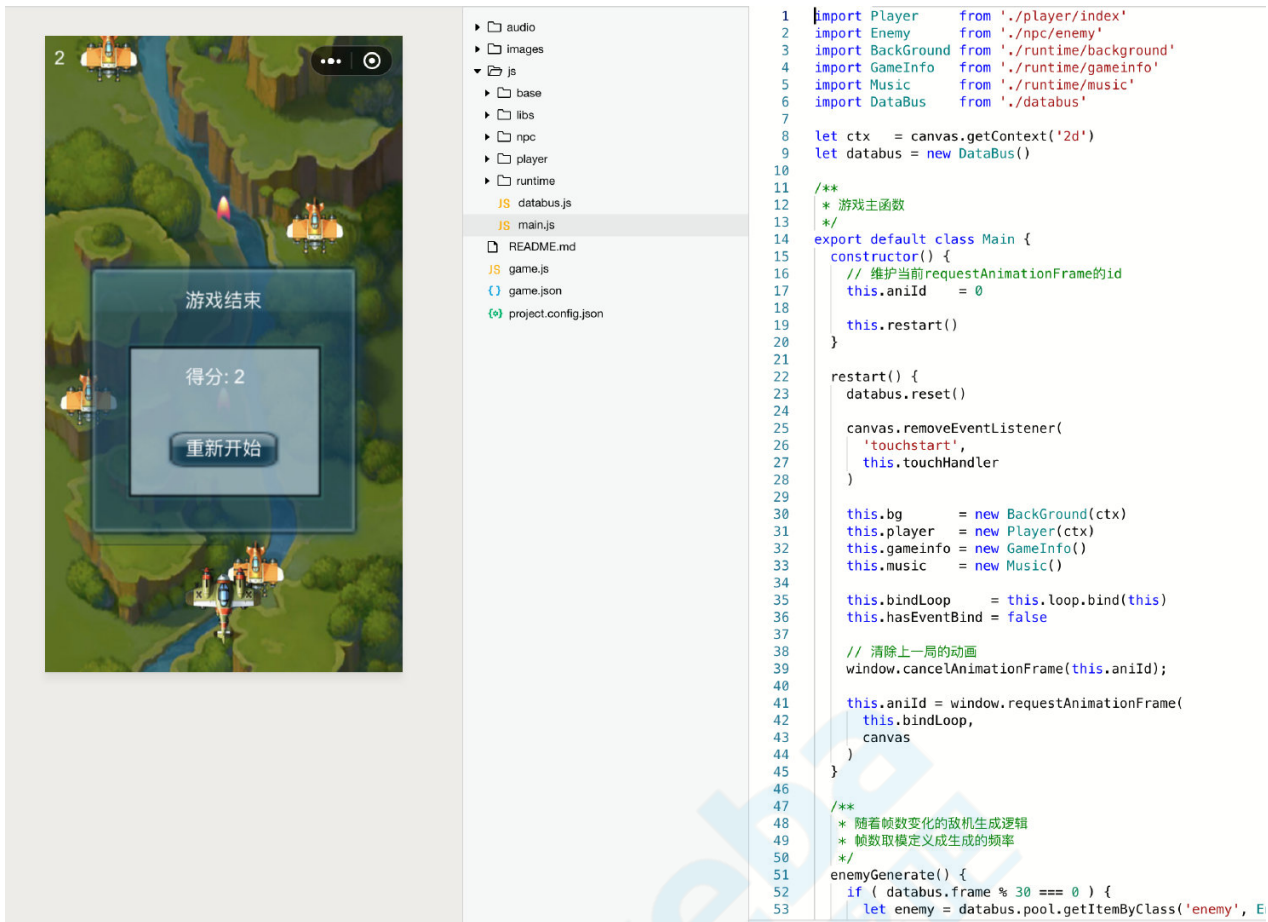 2
游戏结束
得分: 2
重新开始
audio
images
js
base
libs
npc
player
runtime
JS databus.js
JS main.js
README.md
JS game.js
{} game.json
{o} project.config.json
1 import Player from './player/index'
2 import Enemy from './npc/enemy'
3 import BackGround from './runtime/background'
4 import GameInfo from './runtime/gameinfo'
5 import Music from './runtime/music'
6 import DataBus from './databus'
7
8 let ctx = canvas.getContext('2d')
9 let databus = new DataBus()
10
11 /**
12 * 游戏主函数
13 */
14 export default class Main {
15 constructor() {
16 // 维护当前requestAnimationFrame的id
17 this.aniId = 0
18
19 this.restart()
20 }
21
22 restart() {
23 databus.reset()
24
25 canvas.removeEventListener(
26 'touchstart',
27 this.touchHandler
28 )
29
30 this.bg = new BackGround(ctx)
31 this.player = new Player(ctx)
32 this.gameinfo = new GameInfo()
33 this.music = new Music()
34
35 this.bindLoop = this.loop.bind(this)
36 this.hasEventBind = false
37
38 // 清除上一局的动画
39 window.cancelAnimationFrame(this.aniId);
40
41 this.aniId = window.requestAnimationFrame(
42 this.bindLoop,
43 canvas
44 )
45 }
46
47 /**
48 * 随着帧数变化的敌机生成逻辑
49 * 帧数取模定义成生成的频率
50 */
51 enemyGenerate() {
52 if ( databus.frame % 30 === 0 ) {
53 let enemy = databus.pool.getItemByClass('enemy', E